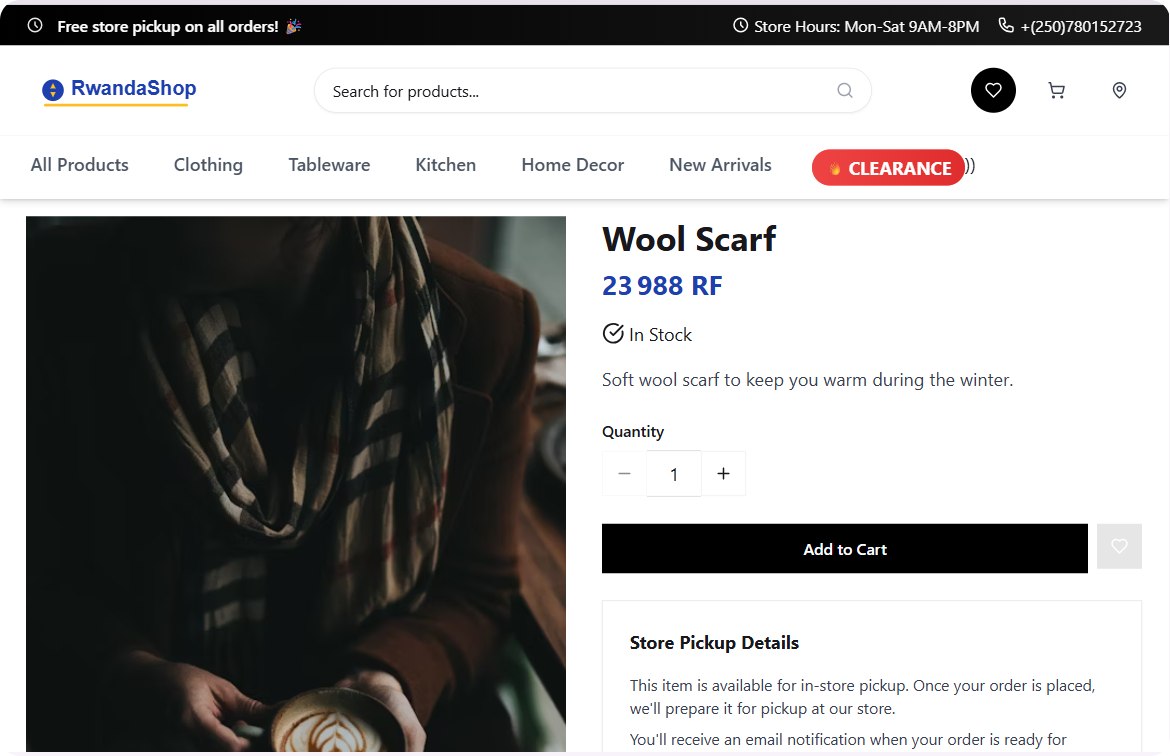 Free store pickup on all orders! 🎉
Store Hours: Mon-Sat 9AM-8PM
+(250)780152723
RwandaShop
Search for products...
All Products
Clothing
Tableware
Kitchen
Home Decor
New Arrivals
🔥 CLEARANCE))
Wool Scarf
23 988 RF
In Stock
Soft wool scarf to keep you warm during the winter.
Quantity
− 1 +
Add to Cart
Store Pickup Details
This item is available for in-store pickup. Once your order is placed,
we'll prepare it for pickup at our store.
You'll receive an email notification when your order is ready for